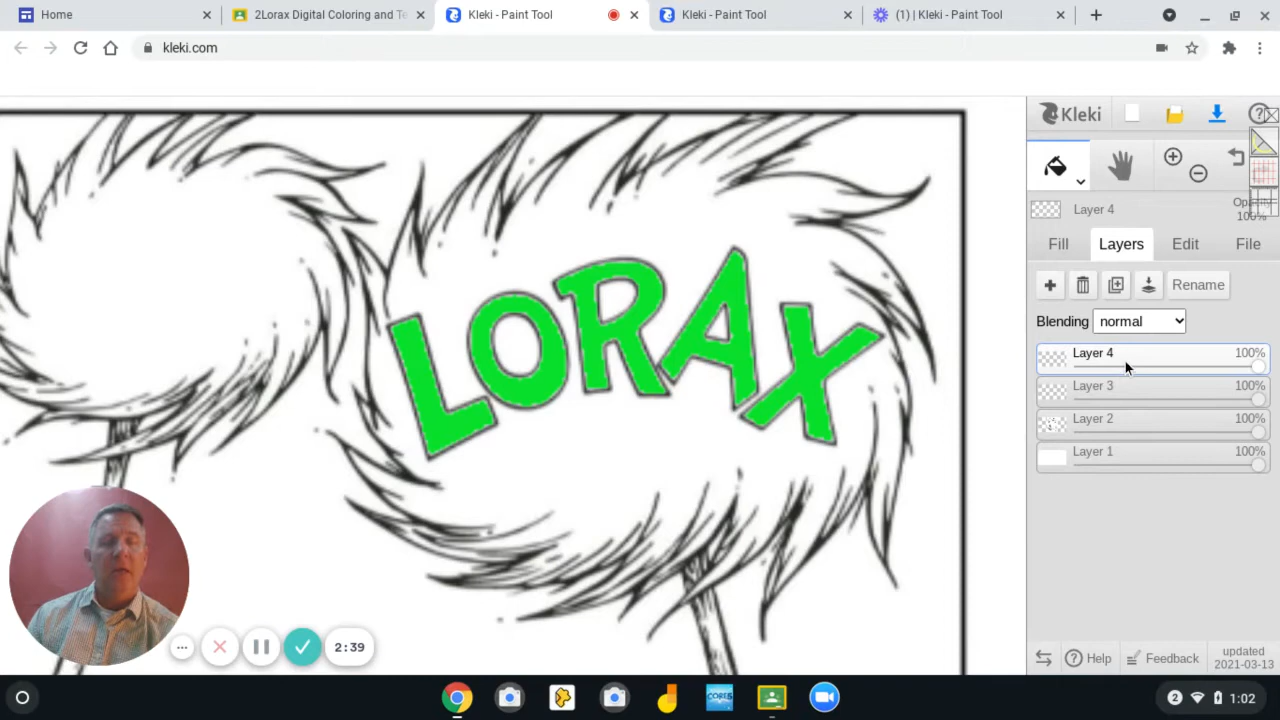 Home
2Lorax Digital Coloring and Te
Kleki - Paint Tool
Kleki - Paint Tool
(1) | Kleki - Paint Tool
kleki.com
Kleki
Layer 4
100%
Fill Layers Edit File
Rename
Blending normal
Layer 4 100%
Layer 3 100%
Layer 2 100%
Layer 1 100%
LORAX
2:39
Help Feedback updated
2021-03-13
2 1:02